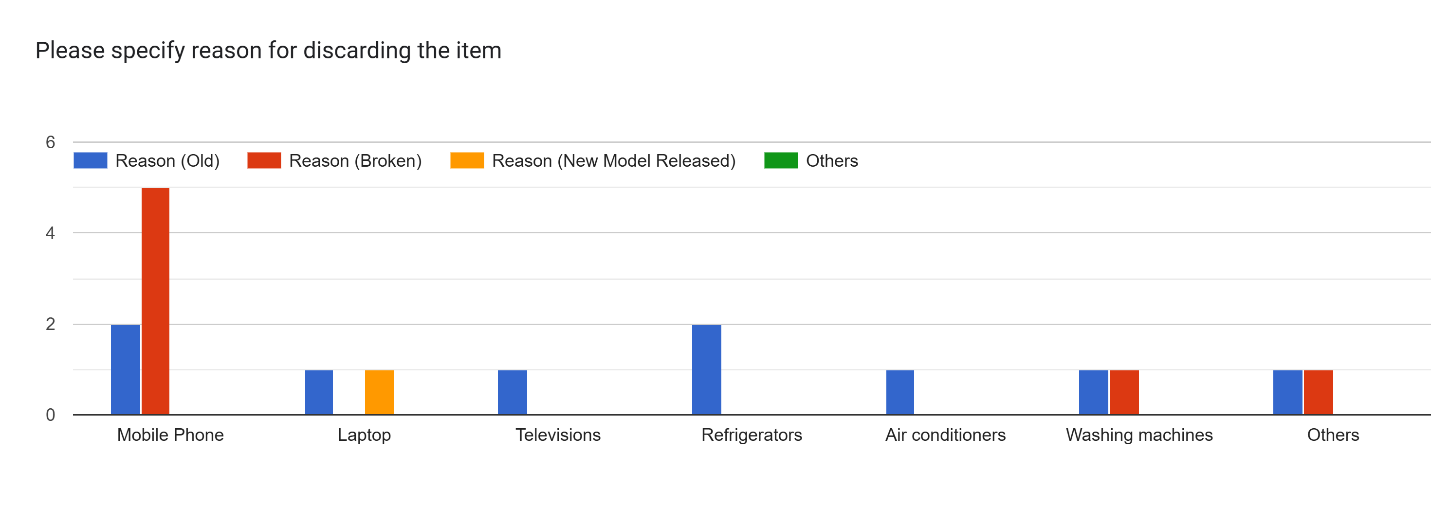 Please specify reason for discarding the item
6
Reason (Old) Reason (Broken) Reason (New Model Released) Others
4
2
0
Mobile Phone Laptop Televisions Refrigerators Air conditioners Washing machines Others